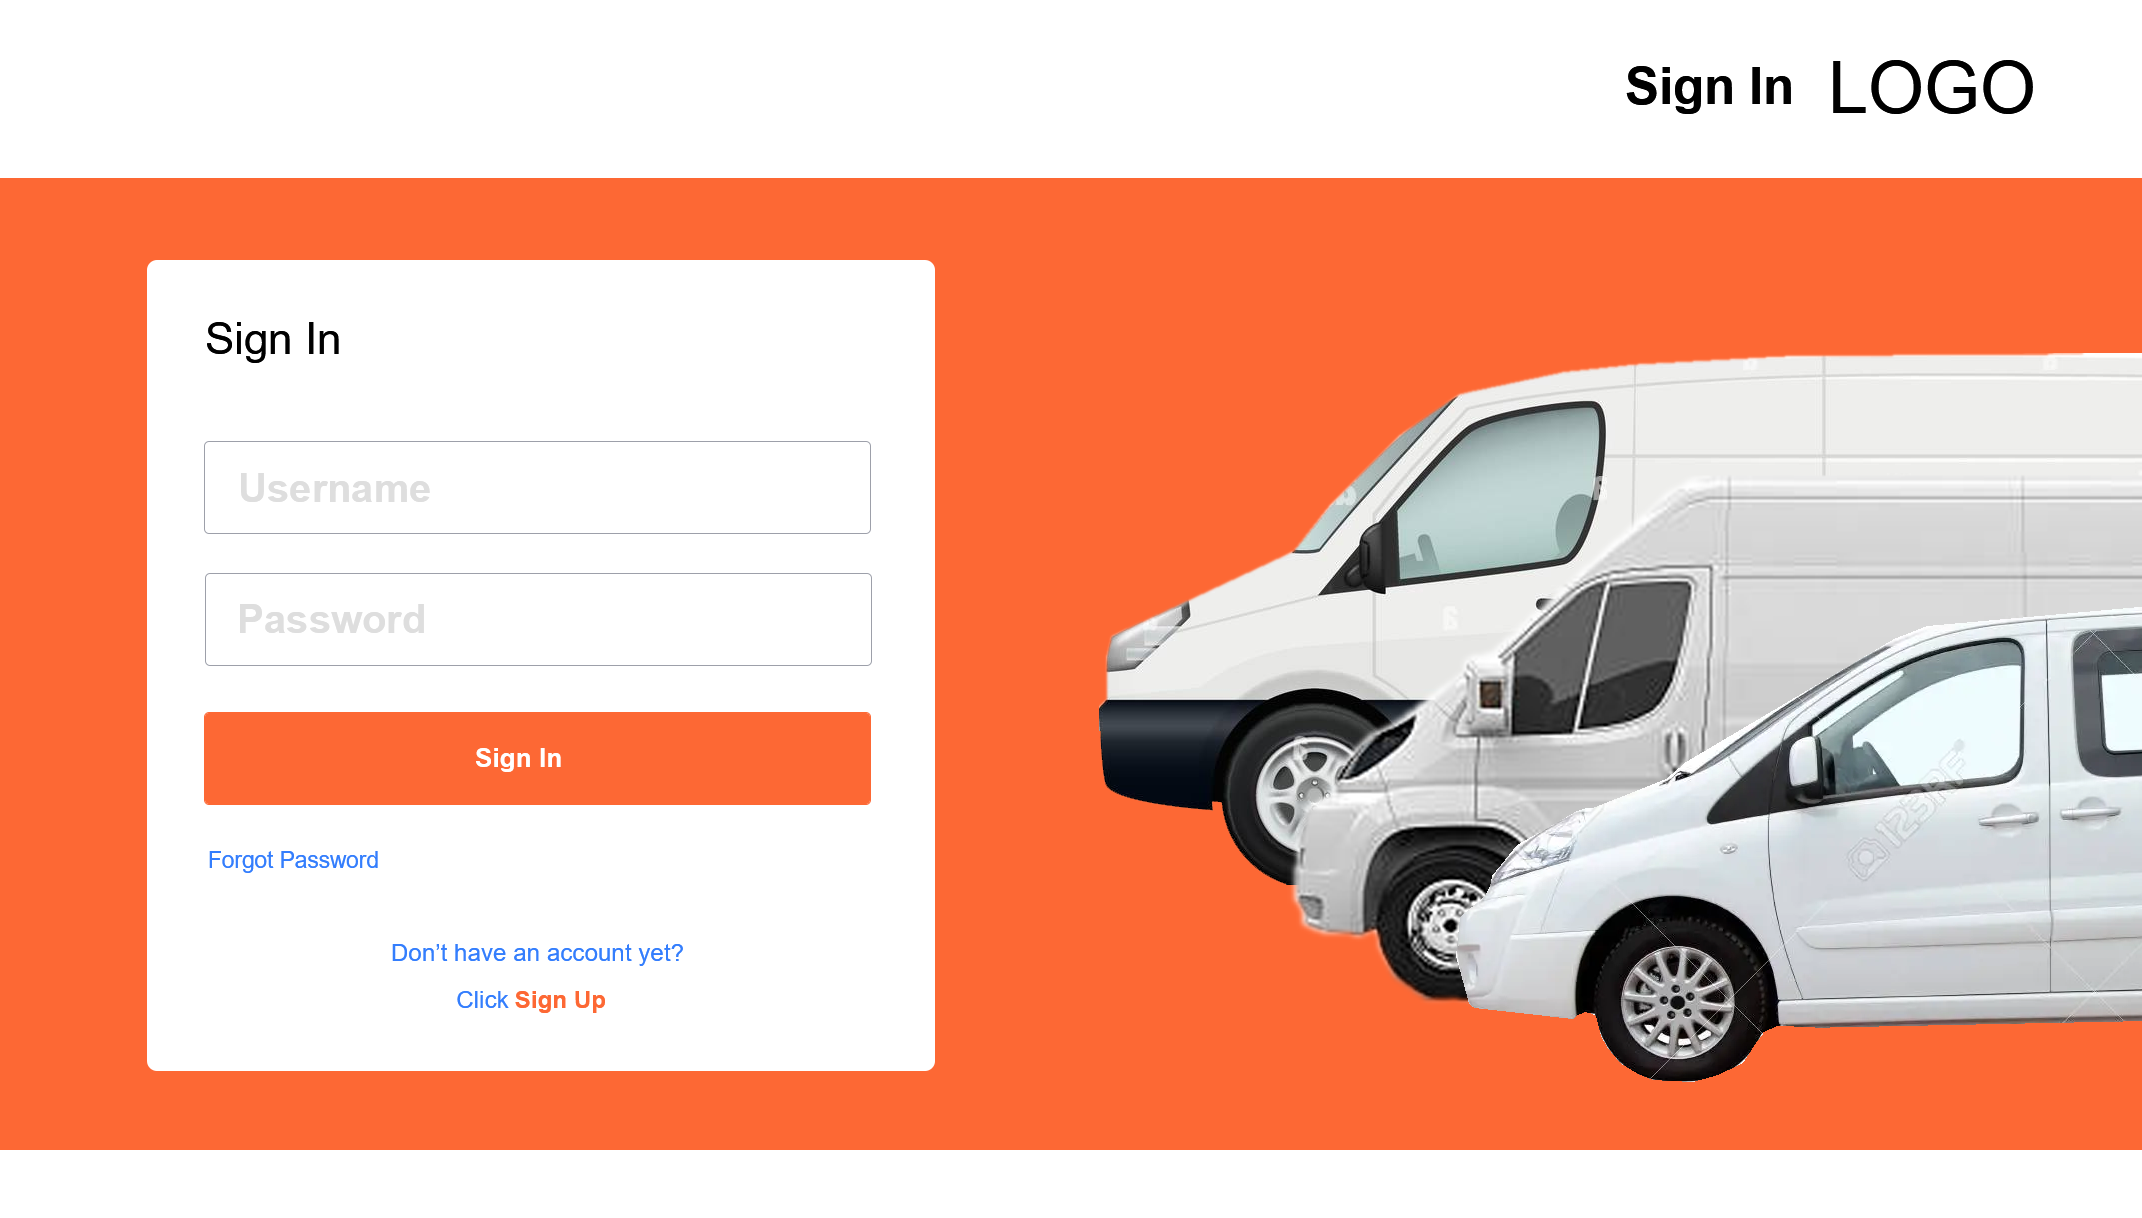 Sign In LOGO
Sign In
Username
Password
Sign In
Forgot Password
Don’t have an account yet?
Click Sign Up
123RF